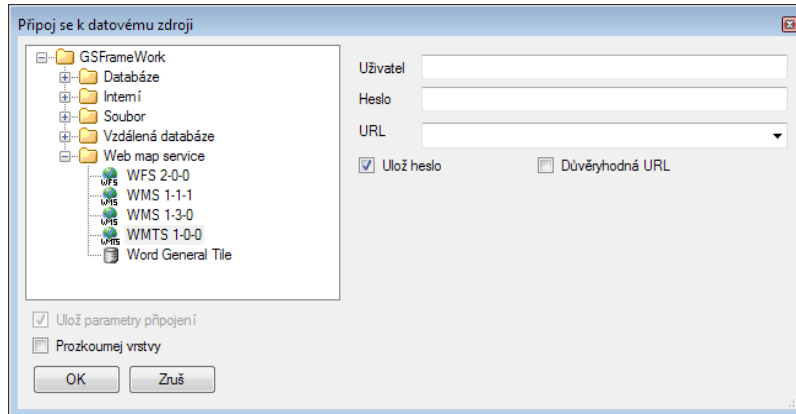 Připoj se k datovému zdroji
GSFrameWork
Databáze
Interní
Soubor
Vzdálená databáze
Web map service
WFS 2-0-0
WMS 1-1-1
WMS 1-3-0
WMTS 1-0-0
Word General Tile
Uživatel
Heslo
URL
Ulož heslo
Důvěryhodná URL
Ulož parametry připojení
Prozkoumej vrstvy
OK
Zruš